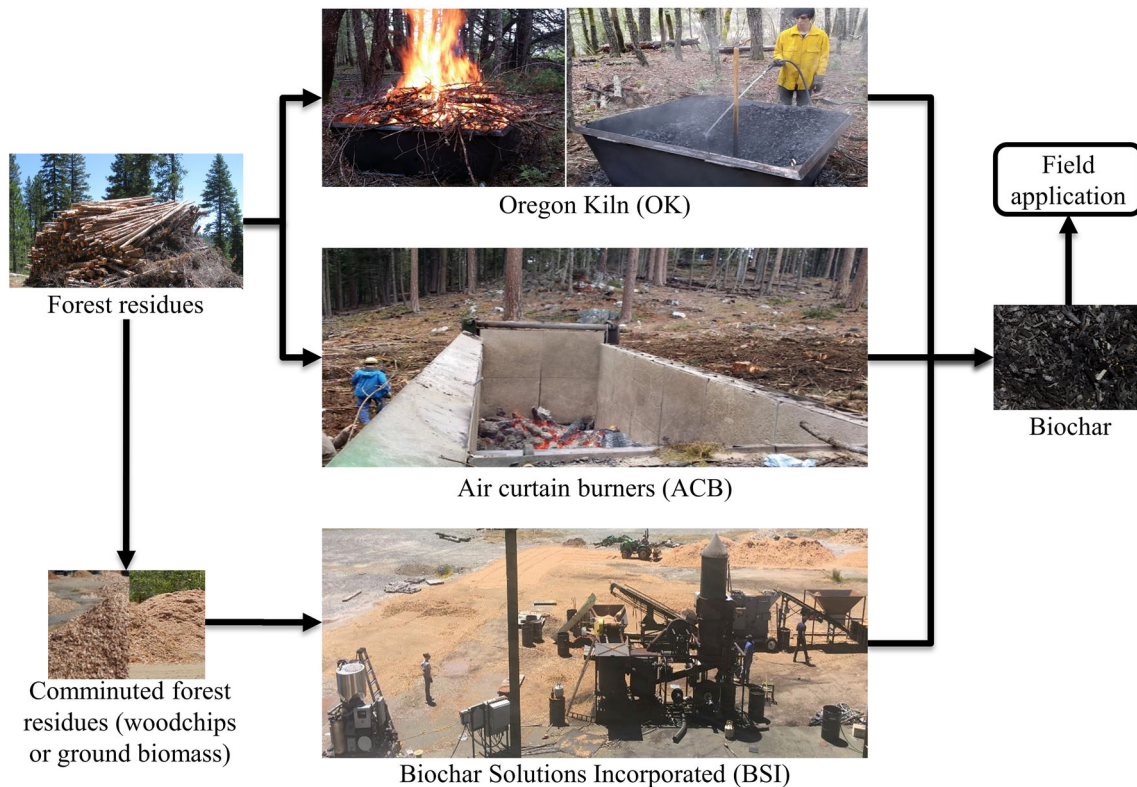 Oregon Kiln (OK)
Field
application
Forest residues
Biochar
Air curtain burners (ACB)
Comminuted forest
residues (woodchips
or ground biomass)
Biochar Solutions Incorporated (BSI)